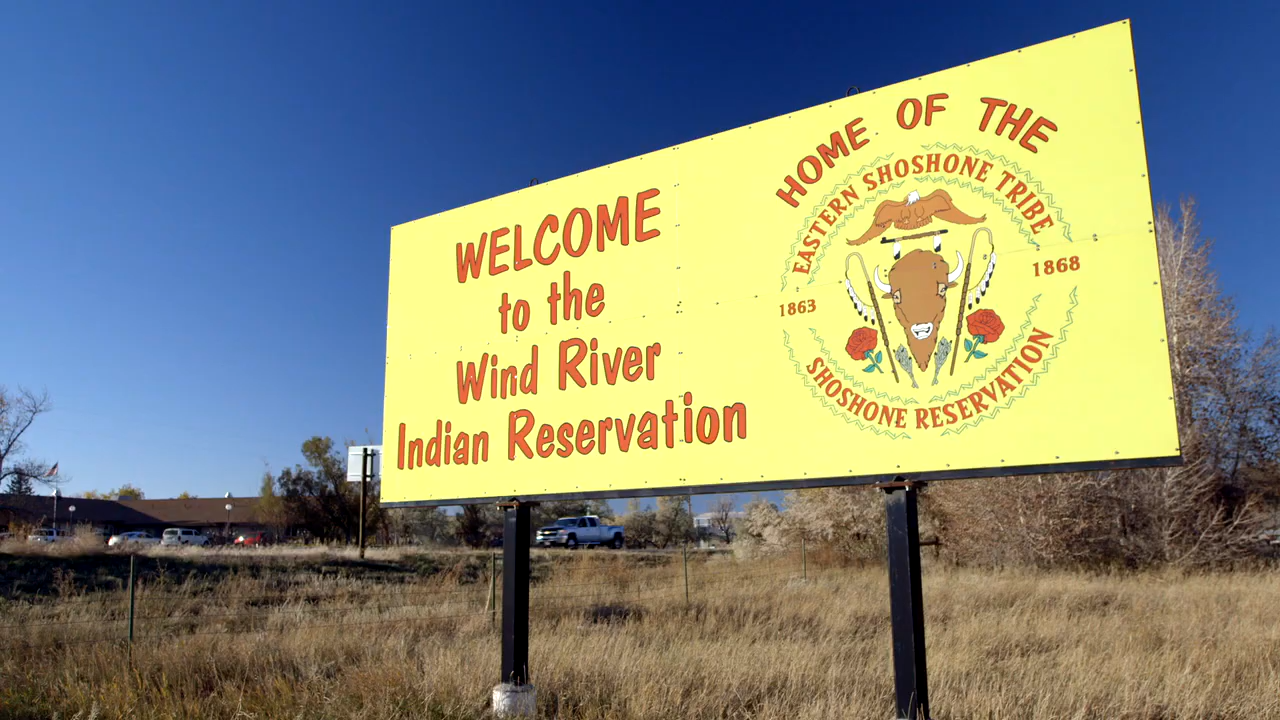 WELCOME
to the
Wind River
Indian Reservation
HOME OF THE
EASTERN SHOSHONE TRIBE
1863
1868
SHOSHONE RESERVATION